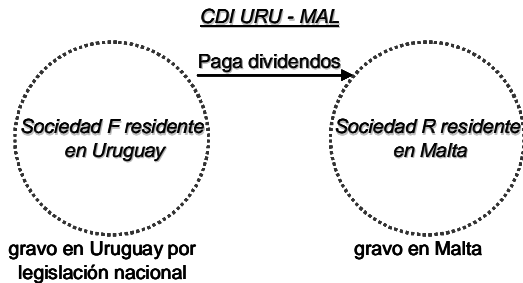 CDI URU - MAL
Paga dividendos
Sociedad F residente
en Uruguay
Sociedad R residente
en Malta
gravo en Uruguay por
legislación nacional
gravo en Malta